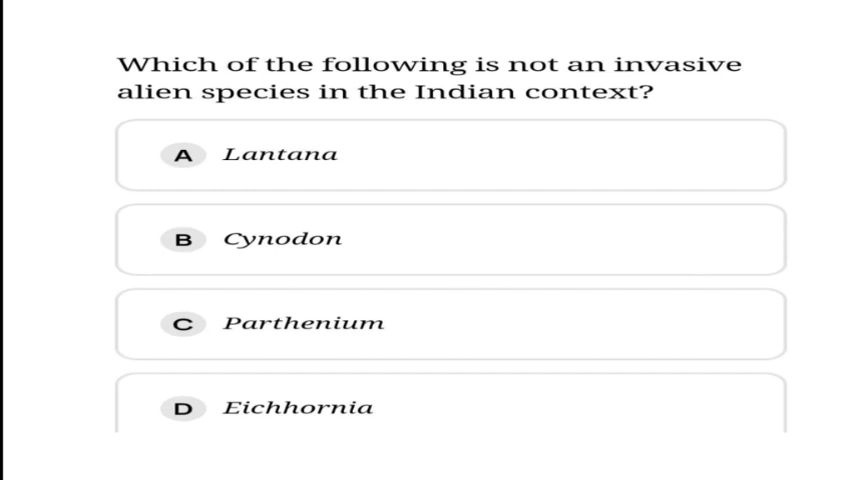 Which of the following is not an invasive
alien species in the Indian context?
A Lantana
B Cynodon
C Parthenium
D Eichhornia